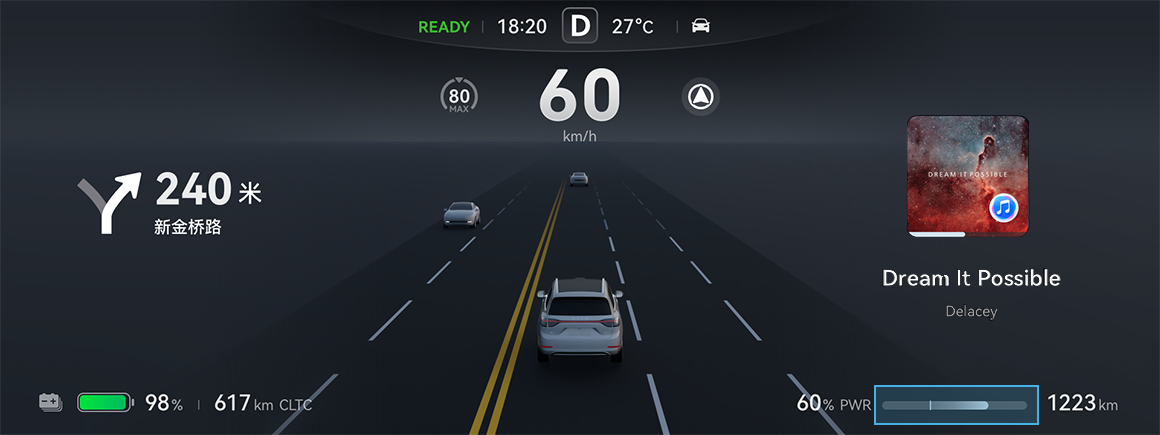 READY 18:20 D 27°C
80
MAX
60
km/h
240 米
新金桥路
DREAM IT POSSIBLE
Dream It Possible
Delacey
98% 617 km CLTC
60% PWR 1223 km